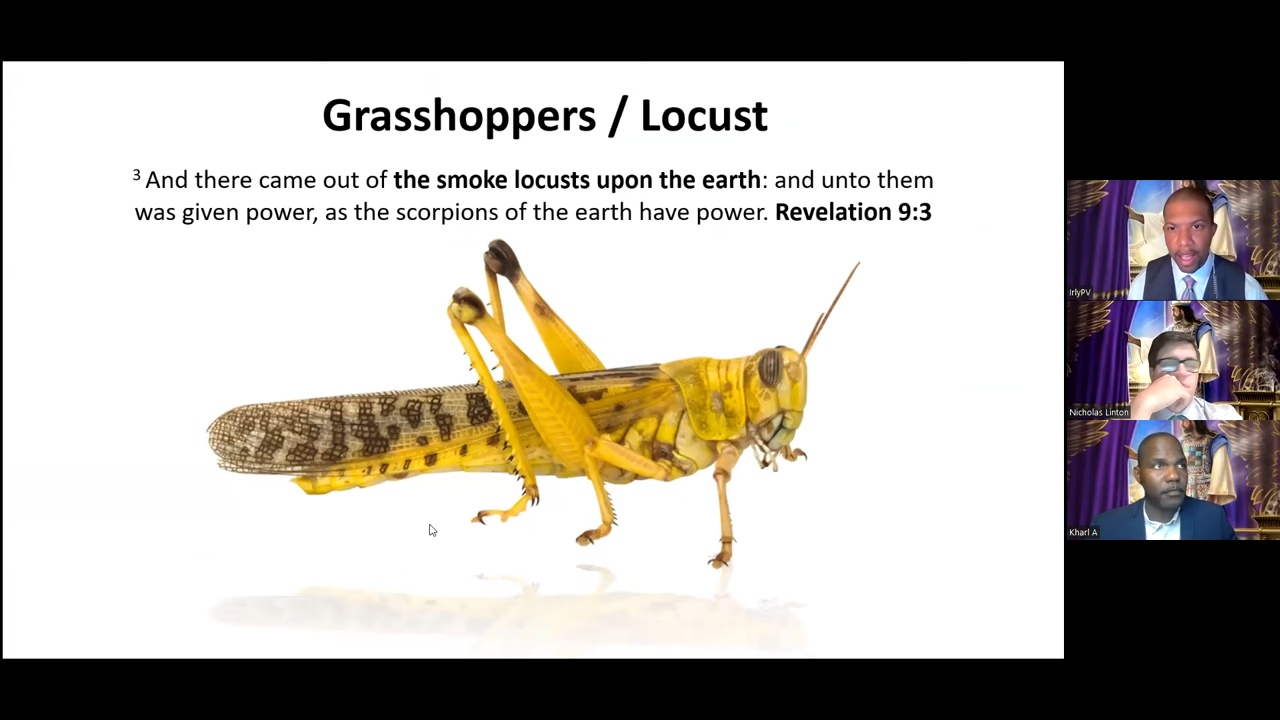 Grasshoppers / Locust
3 And there came out of the smoke locusts upon the earth: and unto them
was given power, as the scorpions of the earth have power. Revelation 9:3
IrlyPV
Nicholas Linton
Kharl A